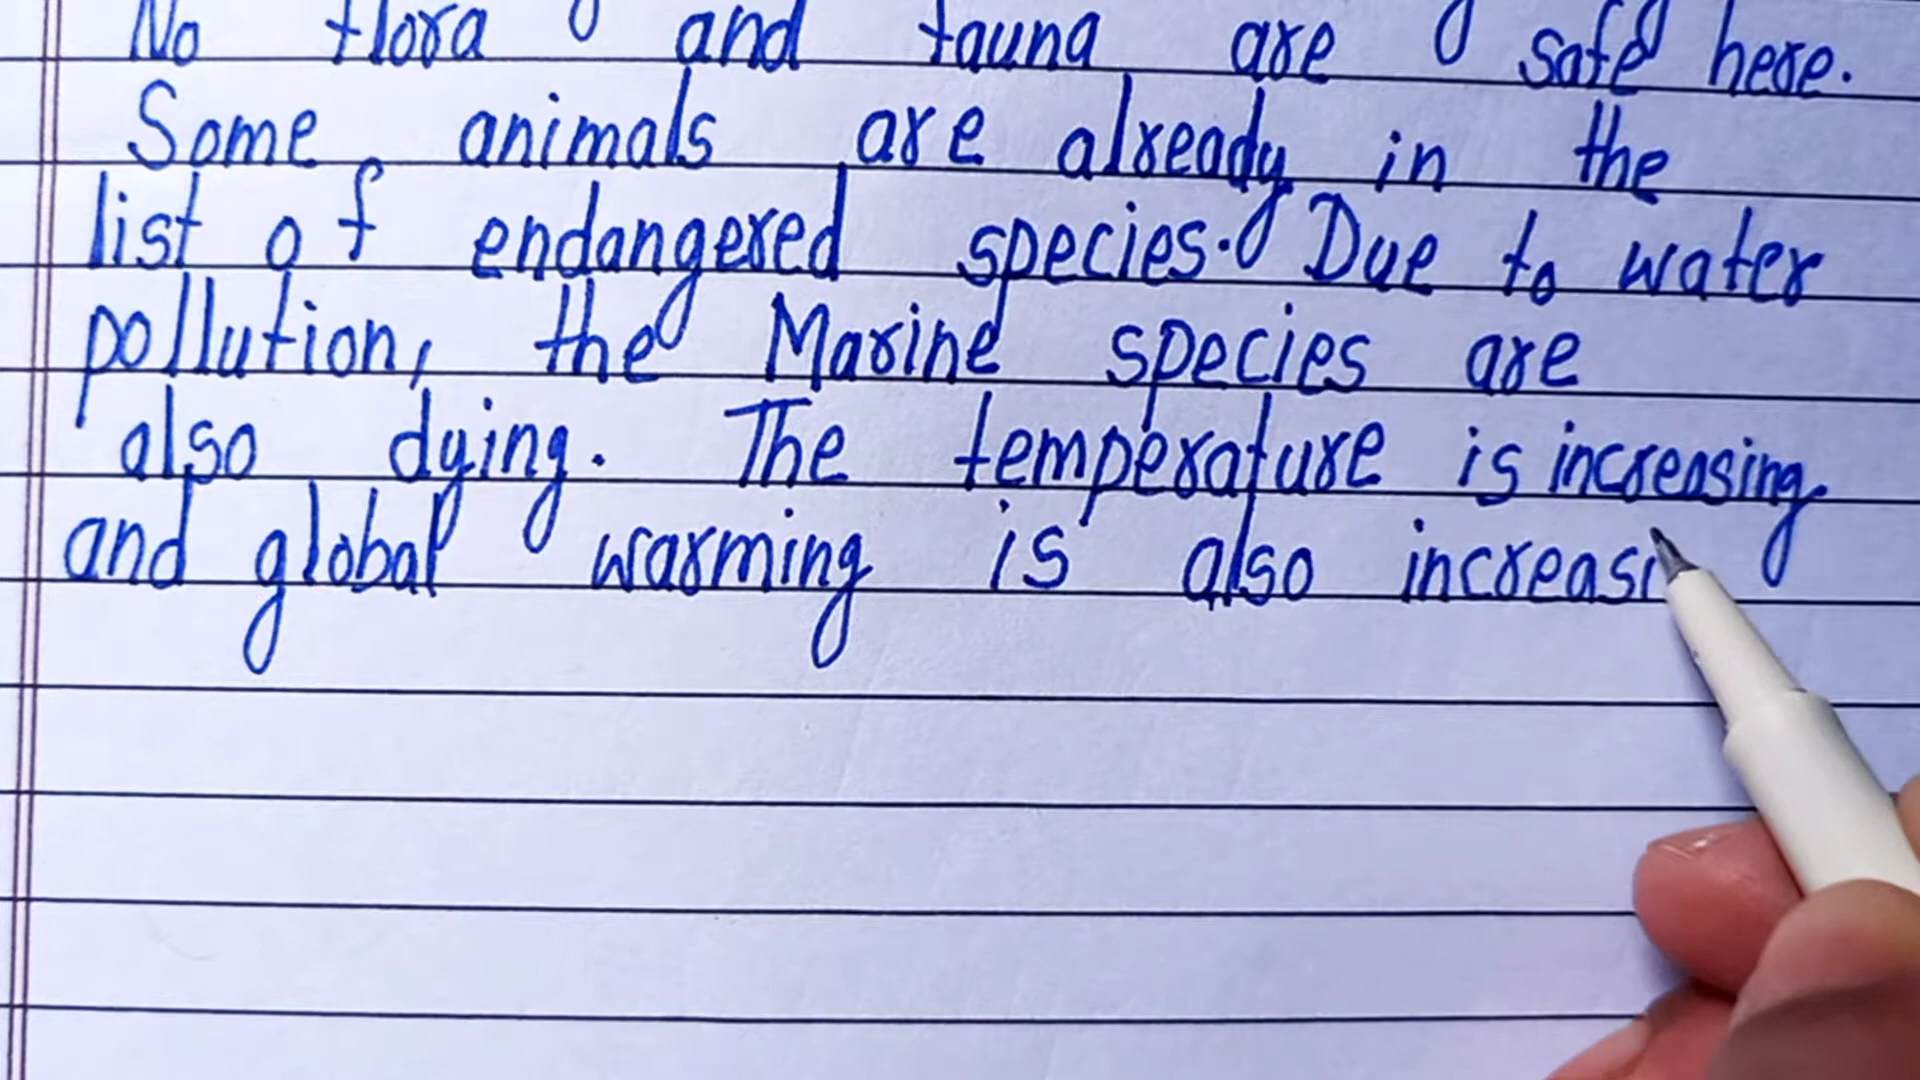 No flora and fauna are safe here.
Some animals are already in the
list of endangered species. Due to water
pollution, the Marine species are
also dying. The temperature is increasing.
and global warming is also increasi